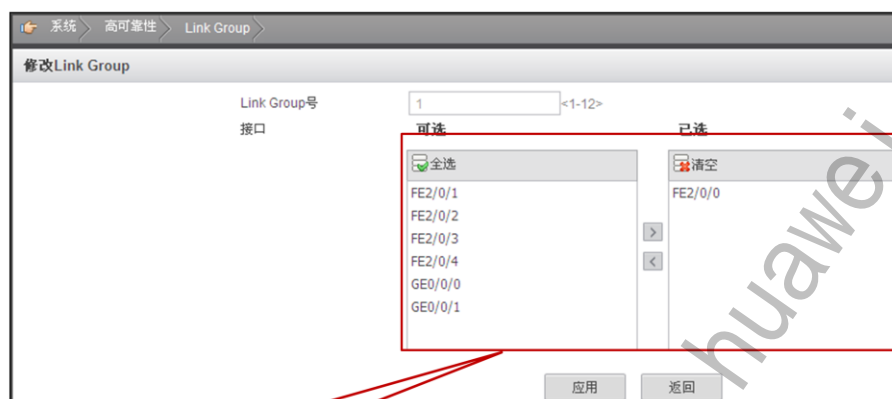 系统 高可靠性 Link Group
修改Link Group
Link Group号 1 <1-12>
接口 可选 已选
全选 清空
FE2/0/1 FE2/0/0
FE2/0/2
FE2/0/3
>
FE2/0/4
<
GE0/0/0
GE0/0/1
应用 返回
huawei